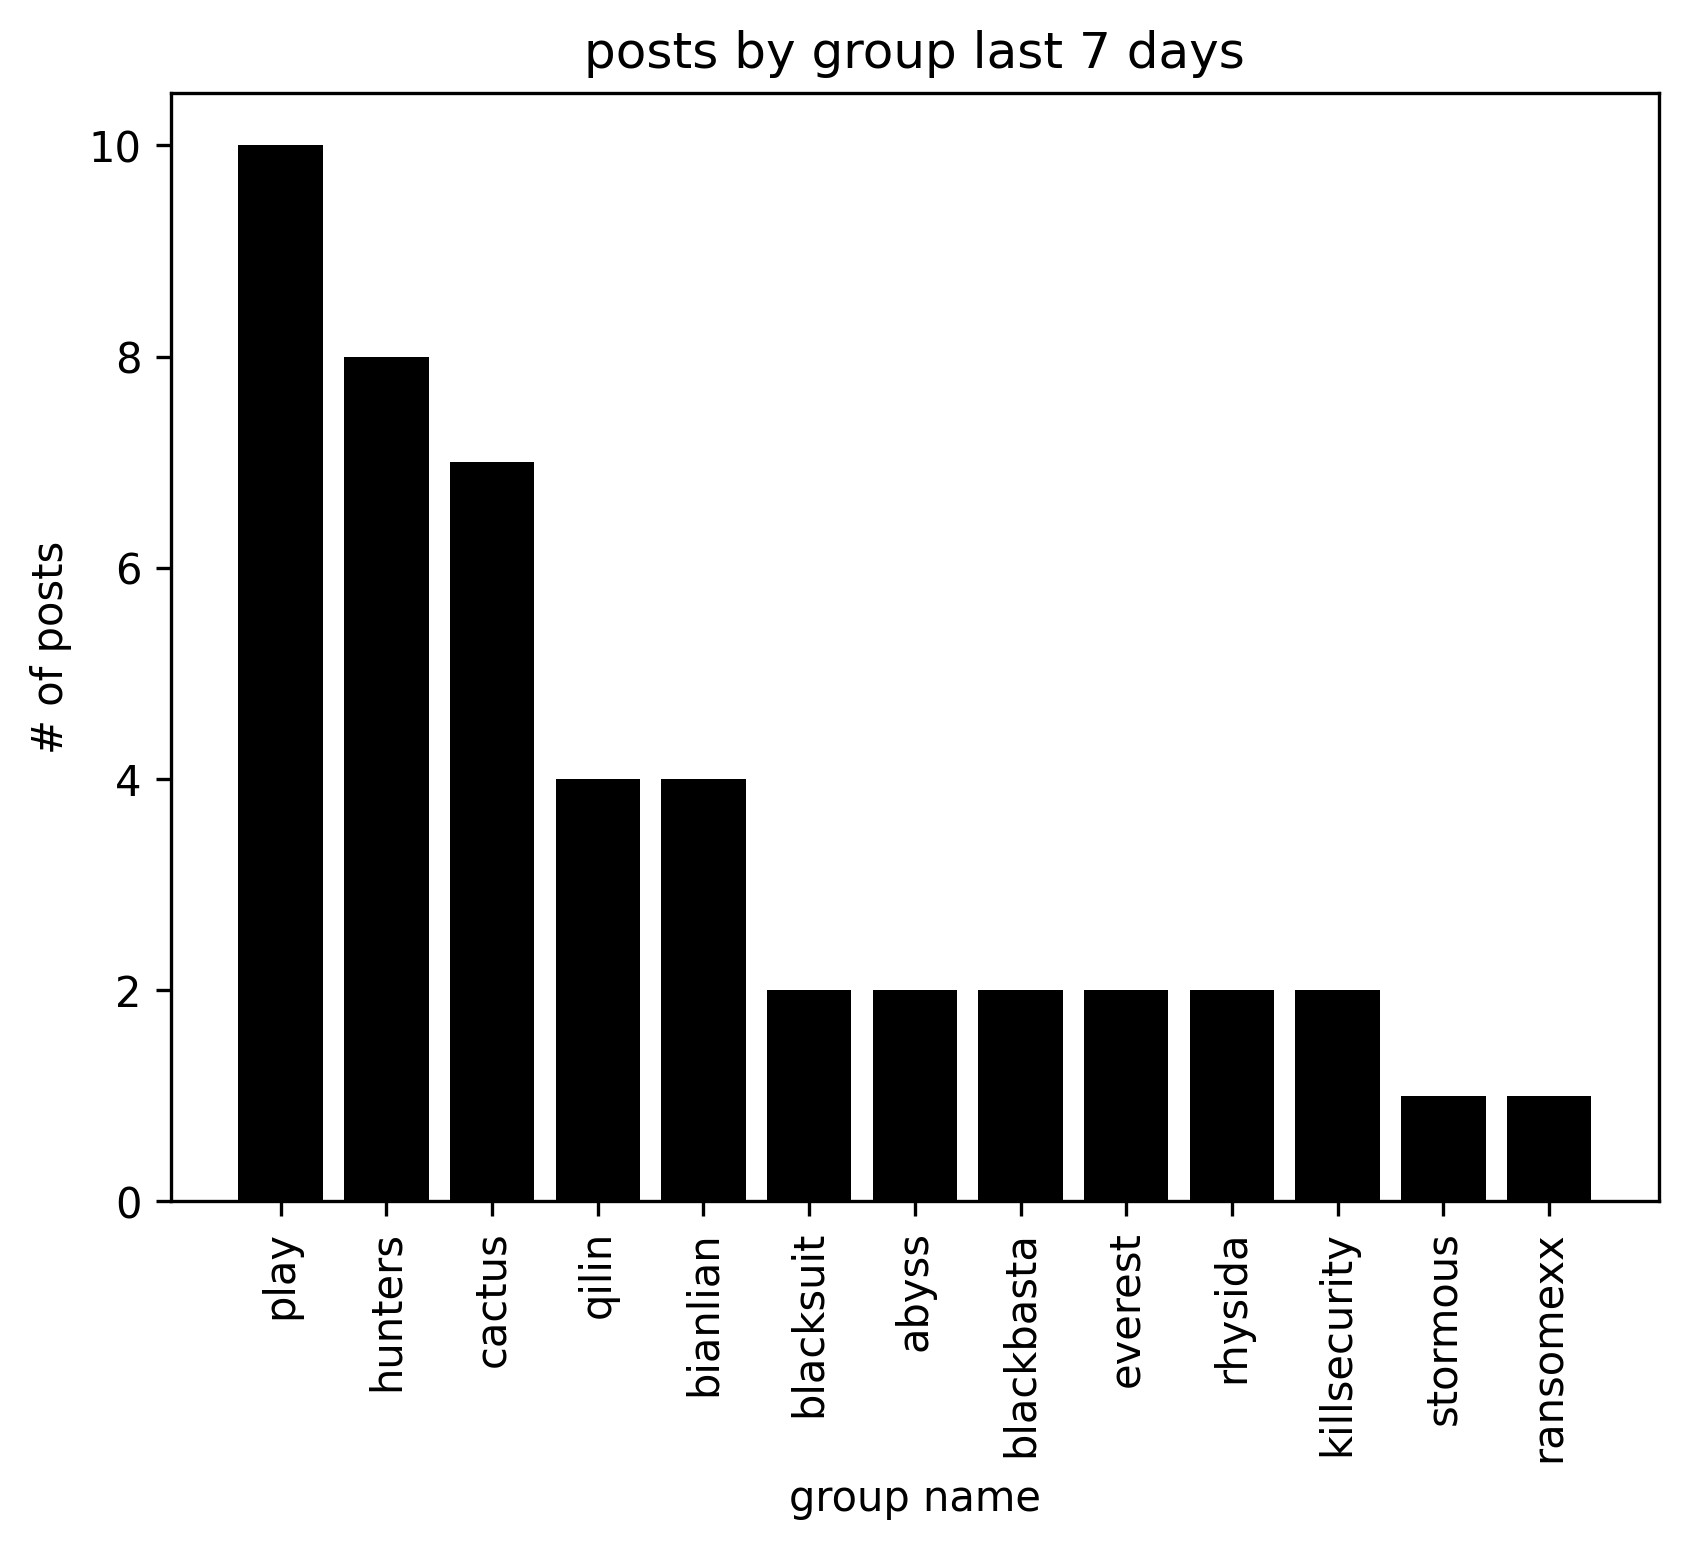 posts by group last 7 days
10
8
6
4
2
0
# of posts
play
hunters
cactus
qilin
bianlian
blacksuit
abyss
blackbasta
everest
rhysida
killsecurity
stormous
ransomexx
group name